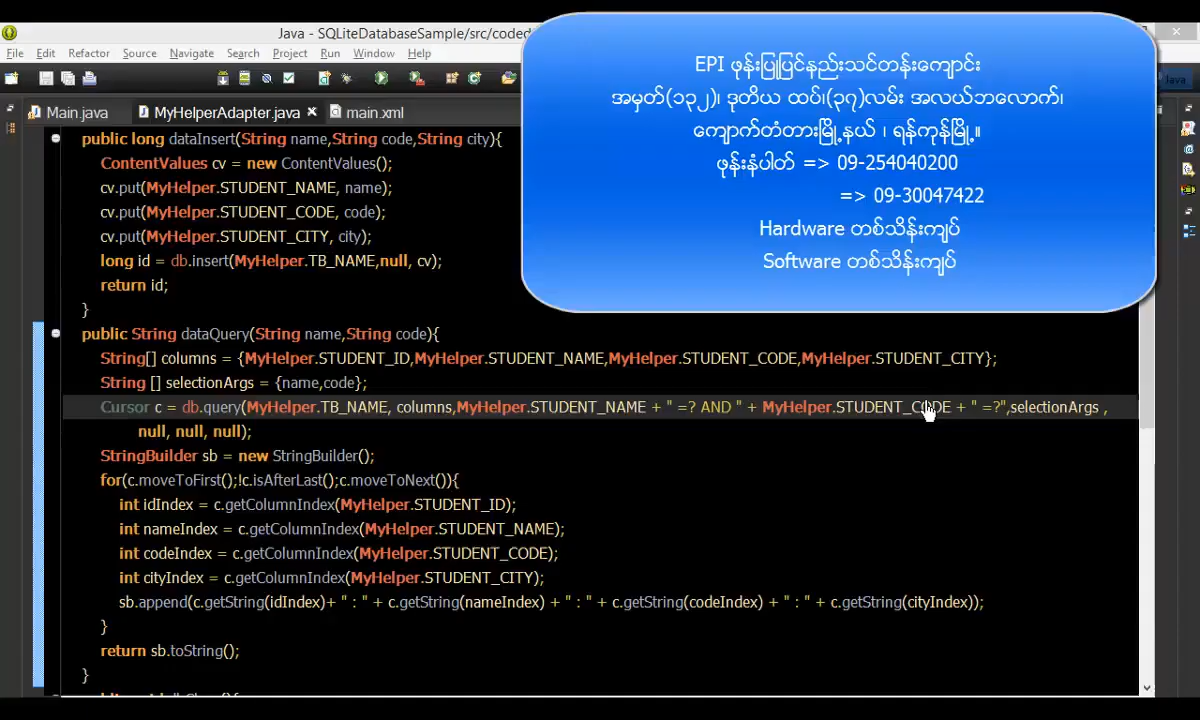 Java - SQLiteDatabaseSample/src/coded
File Edit Refactor Source Navigate Search Project Run Window Help
Java
Main.java MyHelperAdapter.java main.xml
EPI ဖုန်းပြုပြင်နည်းသင်တန်းကျောင်း
အမှတ်(၁၃၂)၊ ဒုတိယ ထပ်၊(၃၇)လမ်း အလယ်ဘလောက်၊
ကျောက်တံတားမြို့နယ် ၊ ရန်ကုန်မြို့။
ဖုန်းနံပါတ် => 09-254040200
=> 09-30047422
Hardware တစ်သိန်းကျပ်
Software တစ်သိန်းကျပ်
public long dataInsert(String name,String code,String city){
ContentValues cv = new ContentValues();
cv.put(MyHelper.STUDENT_NAME, name);
cv.put(MyHelper.STUDENT_CODE, code);
cv.put(MyHelper.STUDENT_CITY, city);
long id = db.insert(MyHelper.TB_NAME,null, cv);
return id;
}
public String dataQuery(String name,String code){
String[] columns = {MyHelper.STUDENT_ID,MyHelper.STUDENT_NAME,MyHelper.STUDENT_CODE,MyHelper.STUDENT_CITY};
String [] selectionArgs = {name,code};
Cursor c = db.query(MyHelper.TB_NAME, columns,MyHelper.STUDENT_NAME + " =? AND " + MyHelper.STUDENT_CODE + " =?",selectionArgs ,
null, null, null);
StringBuilder sb = new StringBuilder();
for(c.moveToFirst();!c.isAfterLast();c.moveToNext()){
int idIndex = c.getColumnIndex(MyHelper.STUDENT_ID);
int nameIndex = c.getColumnIndex(MyHelper.STUDENT_NAME);
int codeIndex = c.getColumnIndex(MyHelper.STUDENT_CODE);
int cityIndex = c.getColumnIndex(MyHelper.STUDENT_CITY);
sb.append(c.getString(idIndex)+ " : " + c.getString(nameIndex) + " : " + c.getString(codeIndex) + " : " + c.getString(cityIndex));
}
return sb.toString();
}